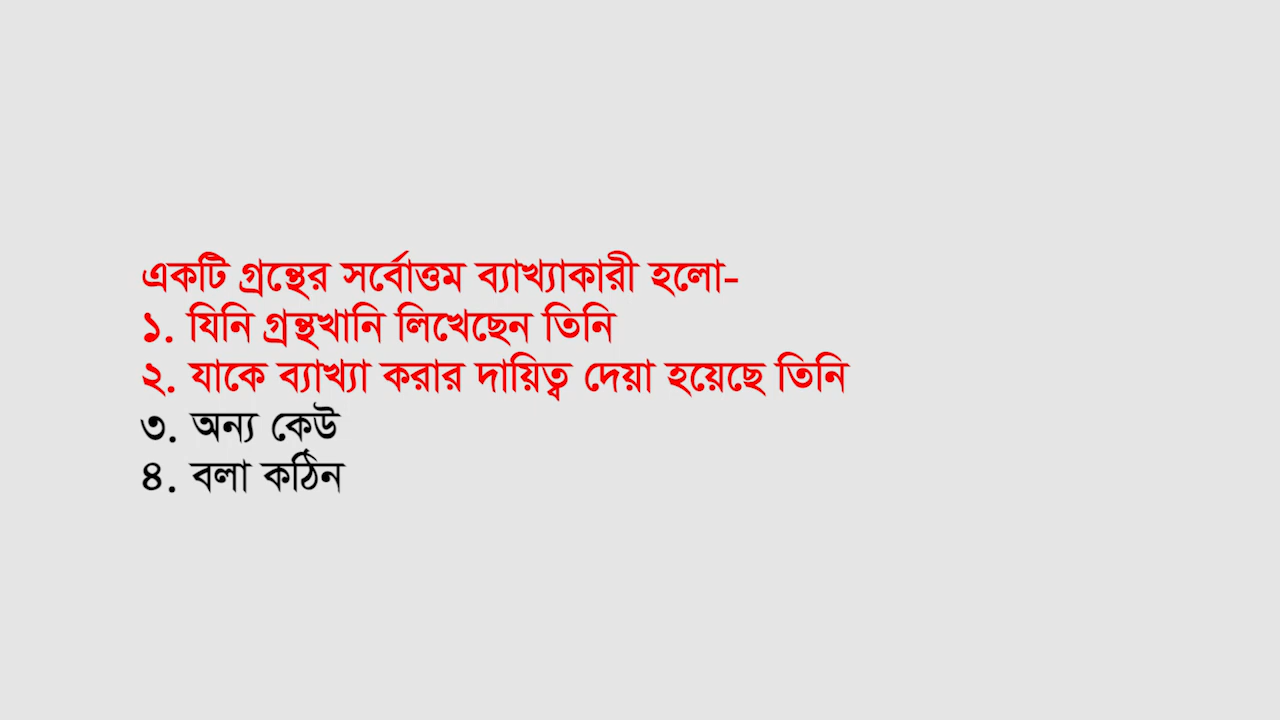 একটি গ্রন্থের সর্বোত্তম ব্যাখ্যাকারী হলো-
১. যিনি গ্রন্থখানি লিখেছেন তিনি
২. যাকে ব্যাখ্যা করার দায়িত্ব দেয়া হয়েছে তিনি
৩. অন্য কেউ
৪. বলা কঠিন